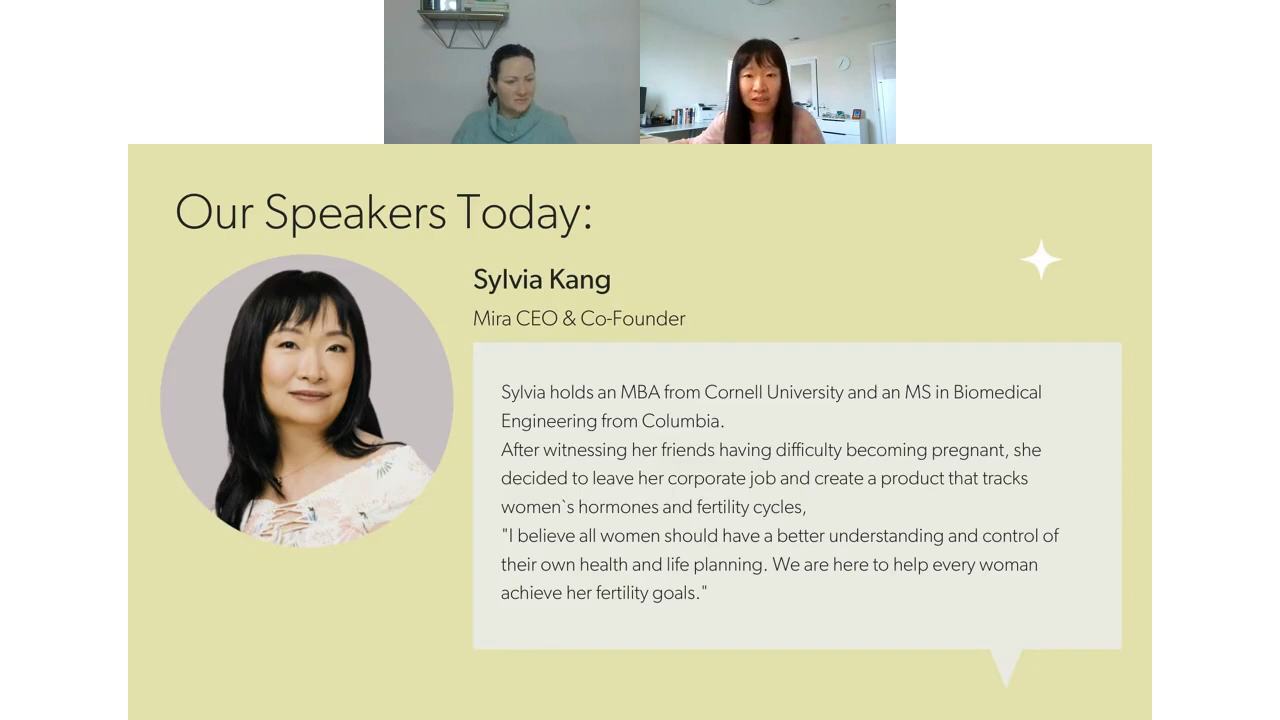 Our Speakers Today:
Sylvia Kang
Mira CEO & Co-Founder
Sylvia holds an MBA from Cornell University and an MS in Biomedical
Engineering from Columbia.
After witnessing her friends having difficulty becoming pregnant, she
decided to leave her corporate job and create a product that tracks
women`s hormones and fertility cycles,
"I believe all women should have a better understanding and control of
their own health and life planning. We are here to help every woman
achieve her fertility goals."